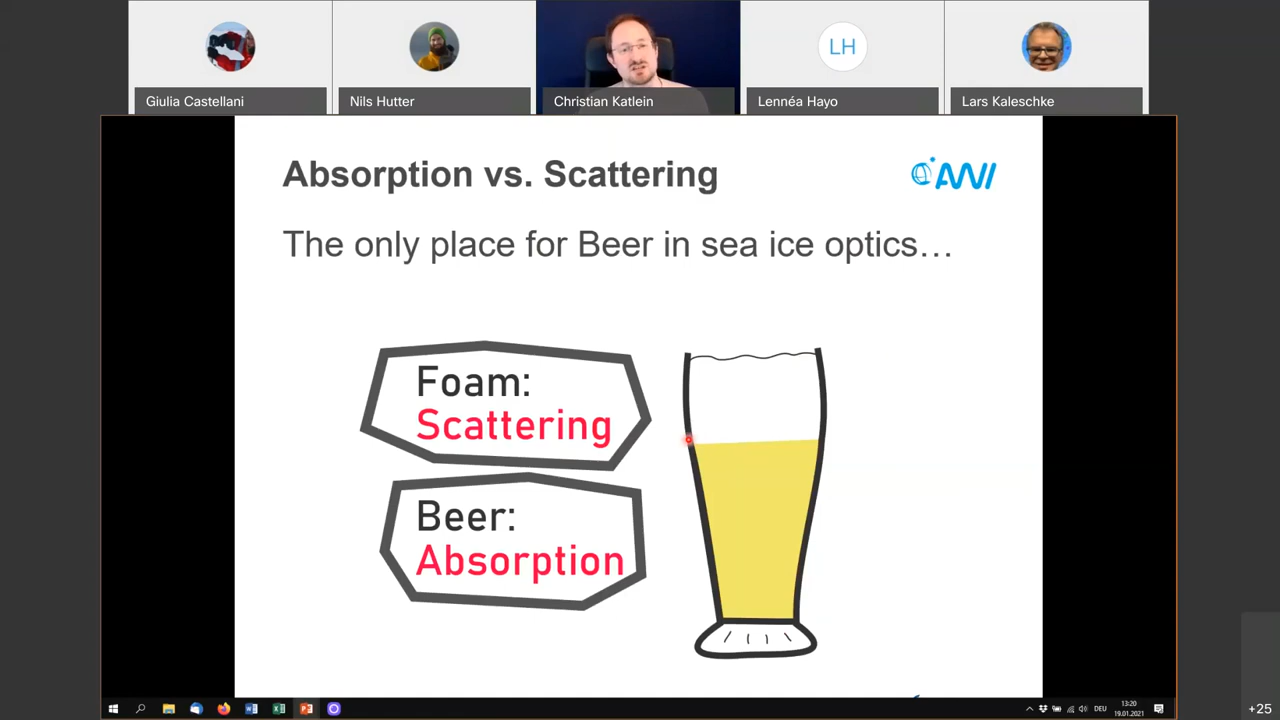 LH
Giulia Castellani
Nils Hutter
Christian Katlein
Lennéa Hayo
Lars Kaleschke
Absorption vs. Scattering
AWI
The only place for Beer in sea ice optics…
Foam:
Scattering
Beer:
Absorption
DEU
13:20
19.01.2021
+25